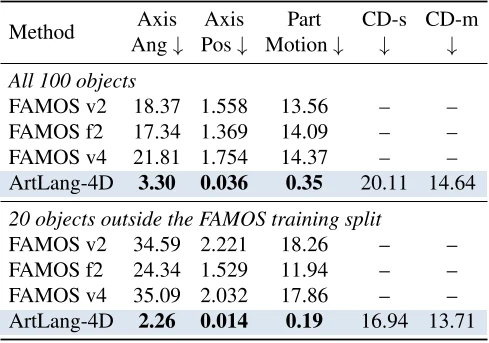 Method Axis Ang ↓ Axis Pos ↓ Part Motion ↓ CD-s ↓ CD-m ↓
All 100 objects
FAMOS v2 18.37 1.558 13.56 – –
FAMOS f2 17.34 1.369 14.09 – –
FAMOS v4 21.81 1.754 14.37 – –
ArtLang-4D 3.30 0.036 0.35 20.11 14.64
20 objects outside the FAMOS training split
FAMOS v2 34.59 2.221 18.26 – –
FAMOS f2 24.34 1.529 11.94 – –
FAMOS v4 35.09 2.032 17.86 – –
ArtLang-4D 2.26 0.014 0.19 16.94 13.71